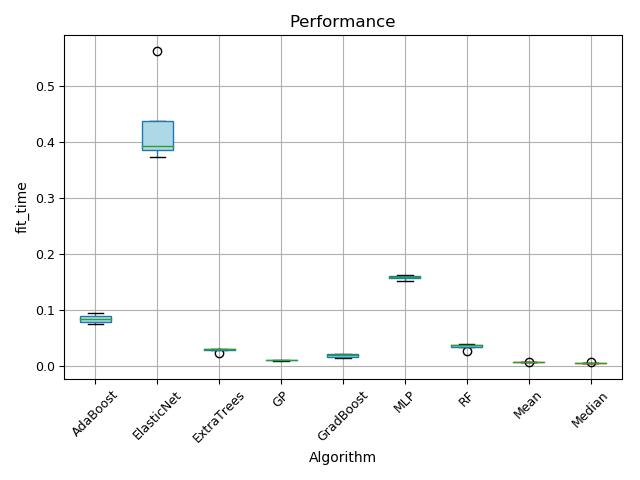 Performance
fit_time
0.5
0.4
0.3
0.2
0.1
0.0
AdaBoost
ElasticNet
ExtraTrees
GP
GradBoost
MLP
RF
Mean
Median
Algorithm